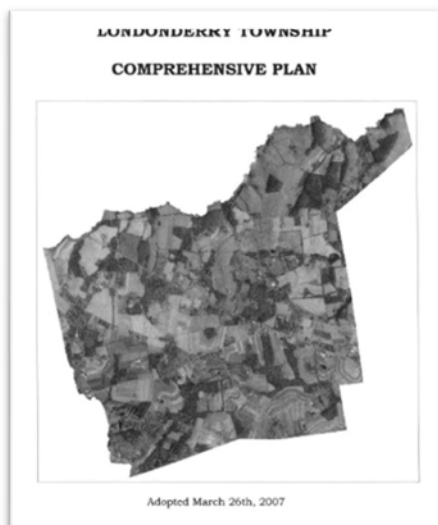 LONDONDERRY TOWNSHIP
COMPREHENSIVE PLAN
Adopted March 26th, 2007